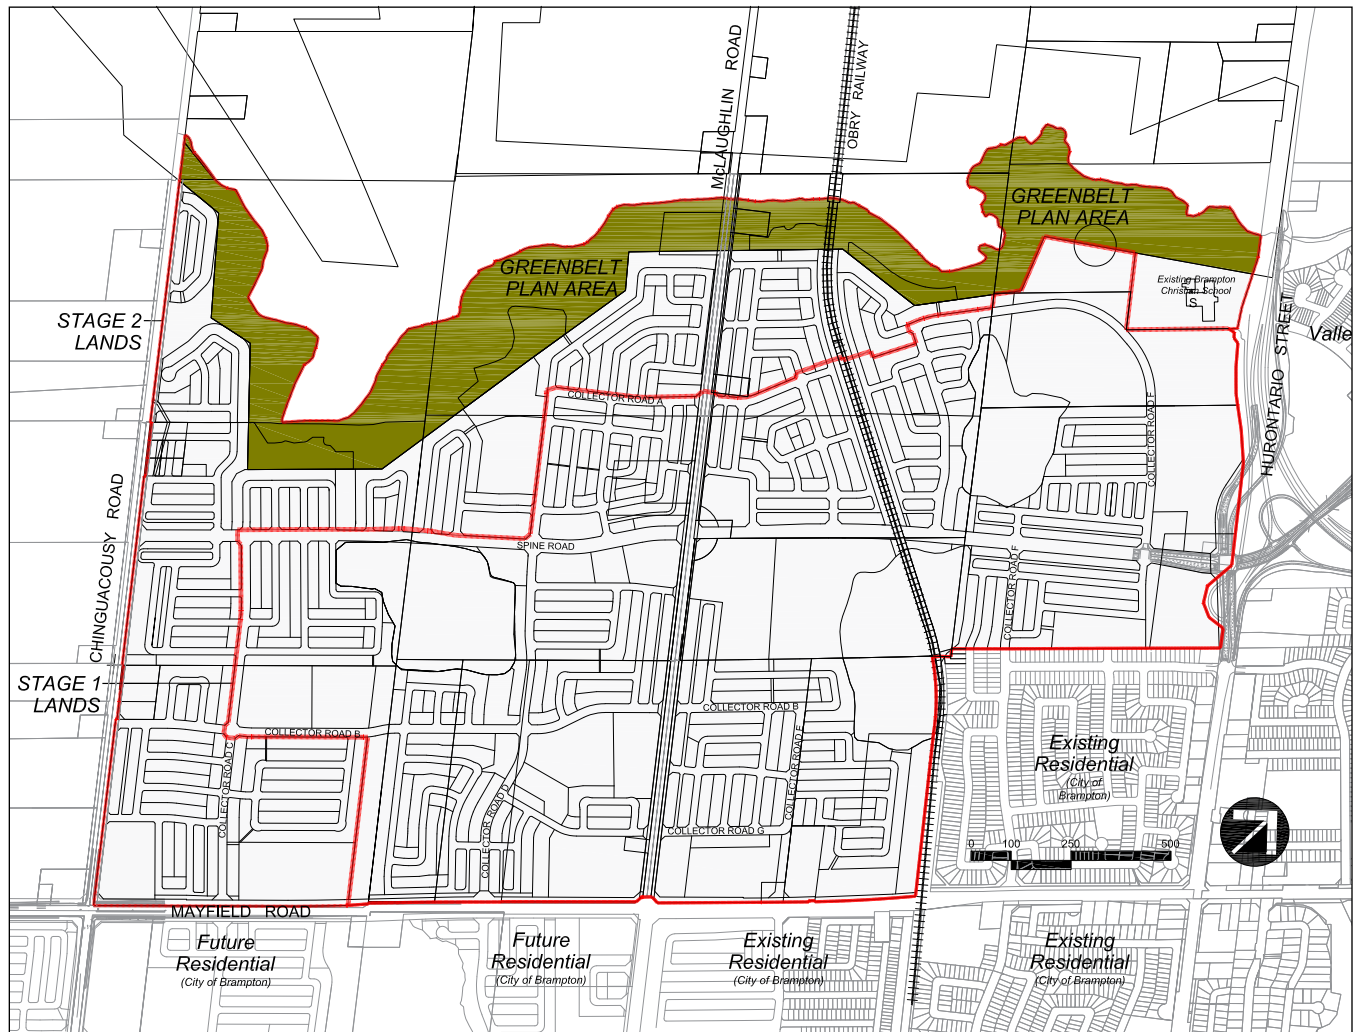 McLAUGHLIN ROAD
OBRY RAILWAY
GREENBELT
PLAN AREA
GREENBELT
PLAN AREA
Existing Brampton
Christian School
S
STAGE 2
LANDS
HURONTARIO STREET
Valle
COLLECTOR ROAD A
COLLECTOR ROAD F
CHINGUACOUSY ROAD
SPINE ROAD
COLLECTOR ROAD F
STAGE 1
LANDS
COLLECTOR ROAD B
COLLECTOR ROAD B
COLLECTOR ROAD C
COLLECTOR ROAD D
COLLECTOR ROAD E
COLLECTOR ROAD G
Existing
Residential
(City of
Brampton)
0 100 250 500
MAYFIELD ROAD
Future
Residential
(City of Brampton)
Future
Residential
(City of Brampton)
Existing
Residential
(City of Brampton)
Existing
Residential
(City of Brampton)